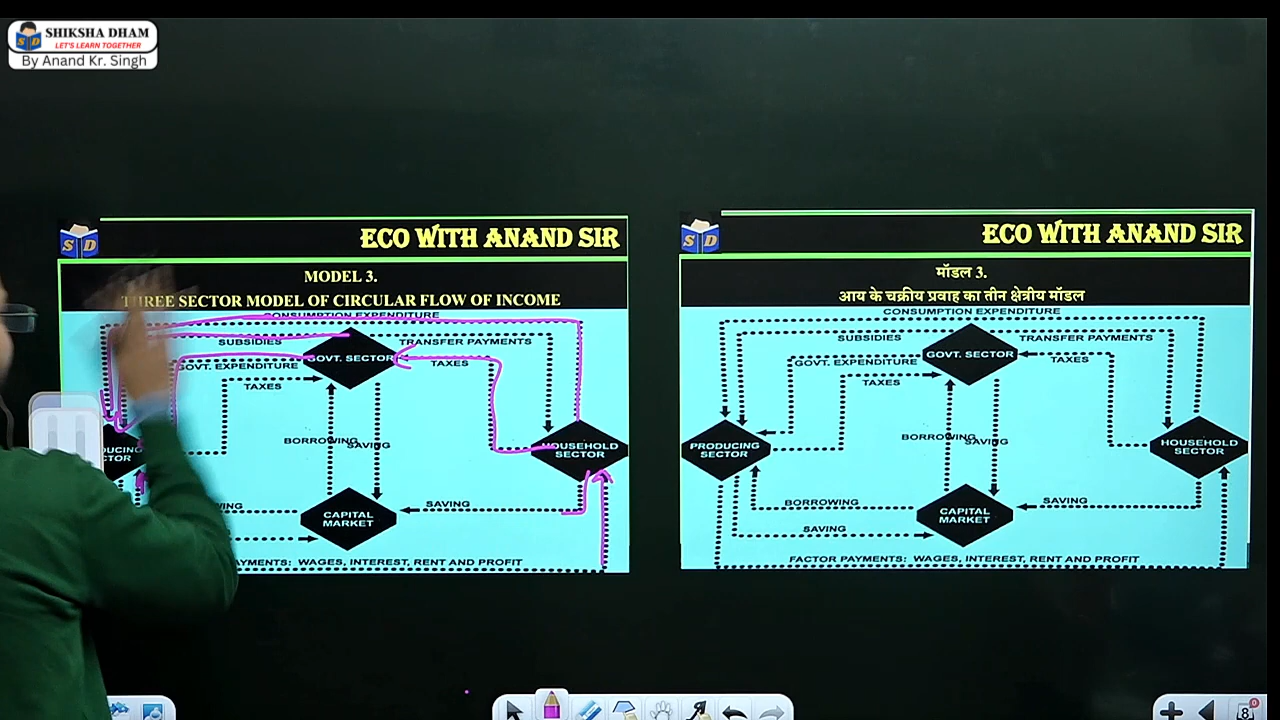 SHIKSHA DHAM
LET'S LEARN TOGETHER
By Anand Kr. Singh
S D
ECO WITH ANAND SIR
MODEL 3.
THREE SECTOR MODEL OF CIRCULAR FLOW OF INCOME
CONSUMPTION EXPENDITURE
SUBSIDIES
TRANSFER PAYMENTS
GOVT. SECTOR
GOVT. EXPENDITURE
TAXES
TAXES
BORROWING
SAVING
HOUSEHOLD
SECTOR
SAVING
CAPITAL
MARKET
WAGES, INTEREST, RENT AND PROFIT
S D
ECO WITH ANAND SIR
मॉडल 3.
आय के चक्रीय प्रवाह का तीन क्षेत्रीय मॉडल
CONSUMPTION EXPENDITURE
SUBSIDIES
TRANSFER PAYMENTS
GOVT. SECTOR
GOVT. EXPENDITURE
TAXES
TAXES
BORROWING
SAVING
PRODUCING
SECTOR
HOUSEHOLD
SECTOR
BORROWING
SAVING
CAPITAL
MARKET
SAVING
FACTOR PAYMENTS: WAGES, INTEREST, RENT AND PROFIT
8